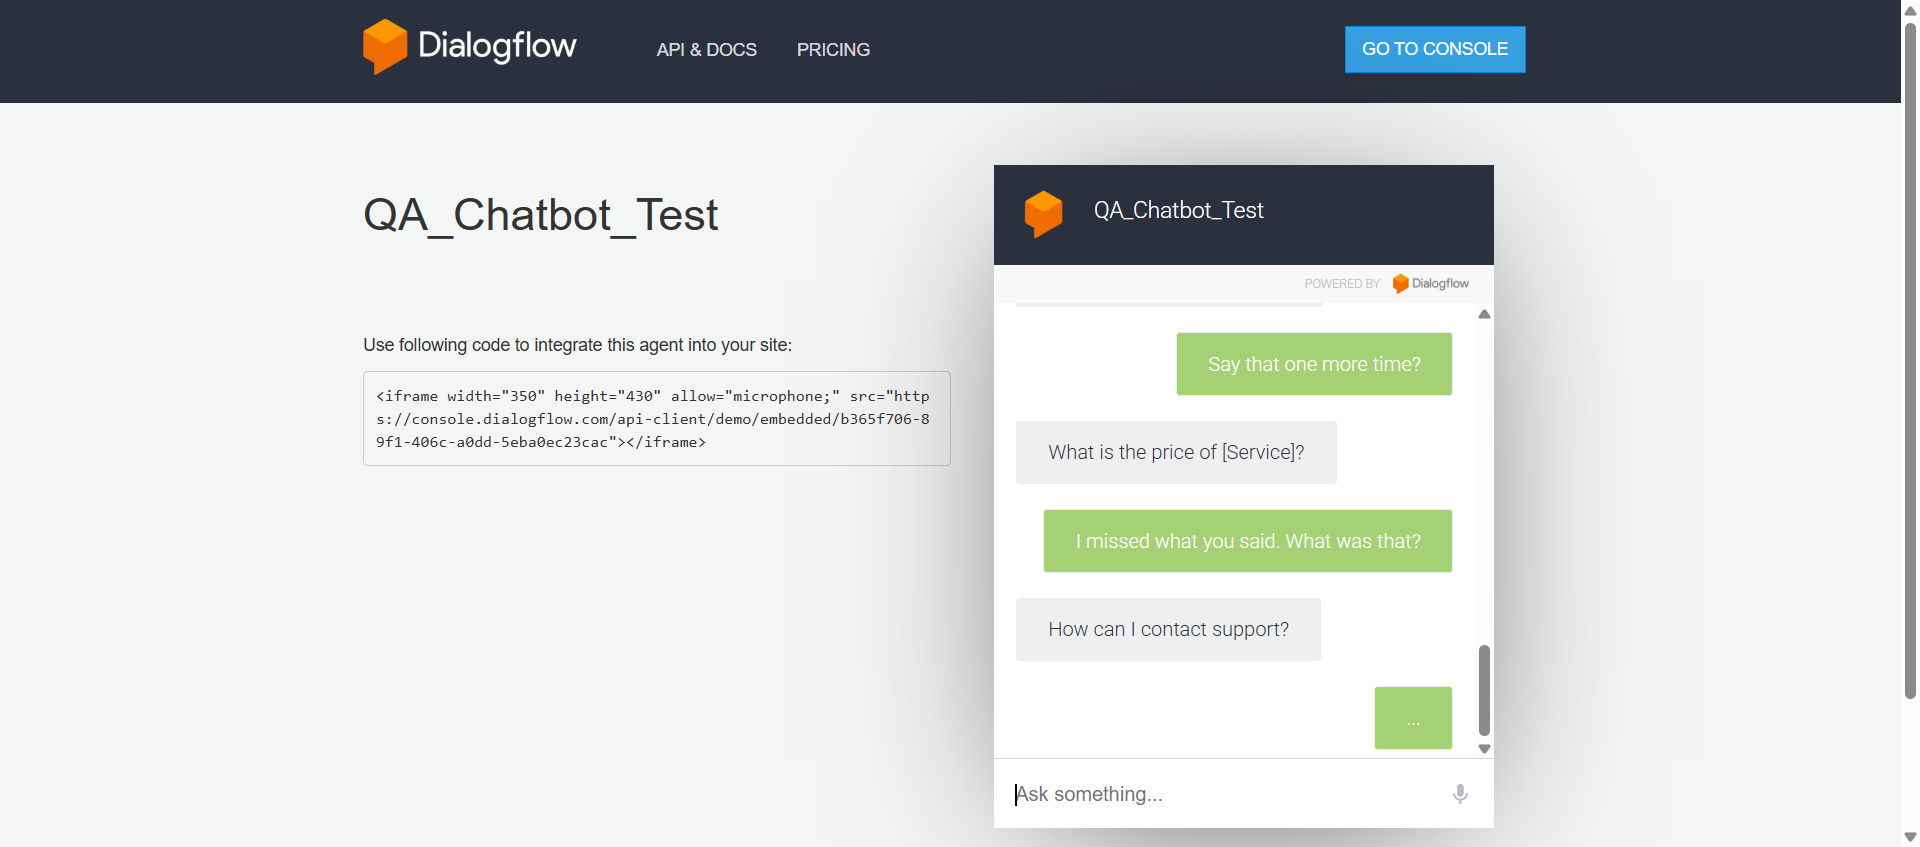 Dialogflow
API & DOCS
PRICING
GO TO CONSOLE
QA_Chatbot_Test
Use following code to integrate this agent into your site:
<iframe width="350" height="430" allow="microphone;" src="http
s://console.dialogflow.com/api-client/demo/embedded/b365f706-8
9f1-406c-a0dd-5eba0ec23cac"></iframe>
QA_Chatbot_Test
POWERED BY Dialogflow
Say that one more time?
What is the price of [Service]?
I missed what you said. What was that?
How can I contact support?
...
Ask something...